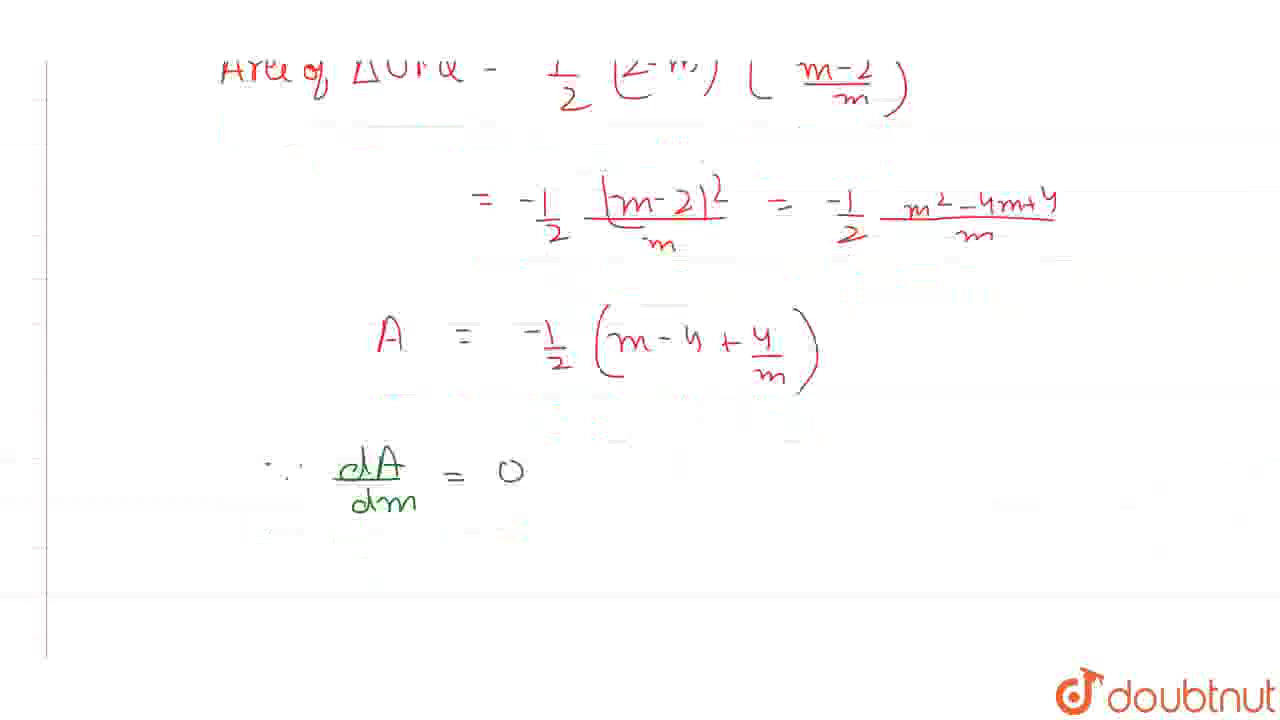 Area of Δ = 1/2 (2-m) (m-2/m)
= -1/2 (m-2)²/m = -1/2 m²-4m+4/m
A = -1/2 (m-4+4/m)
∵ dA/dm = 0
doubtnut